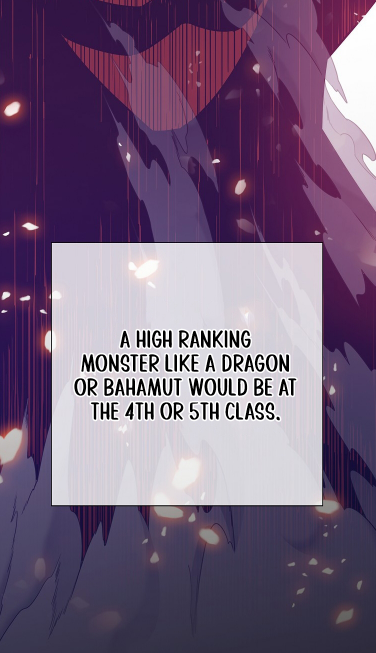 A HIGH RANKING
MONSTER LIKE A DRAGON
OR BAHAMUT WOULD BE AT
THE 4TH OR 5TH CLASS.